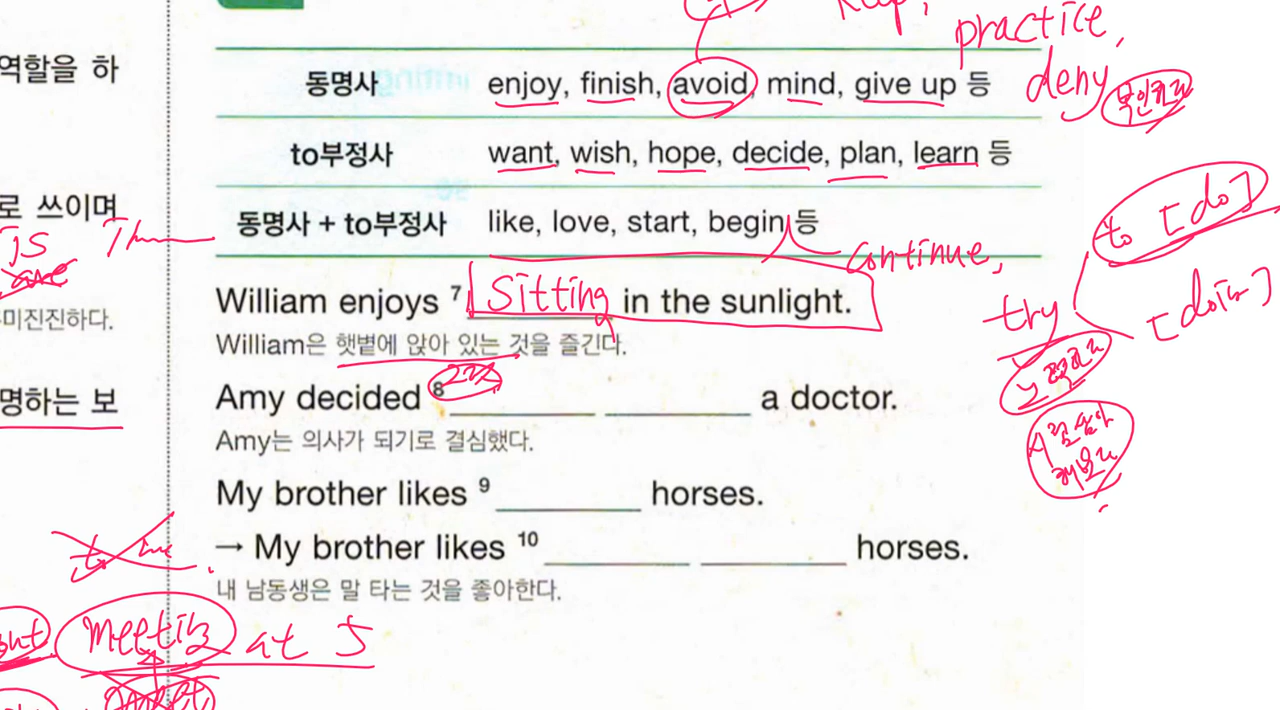 practice,
역할을 하
동명사 enjoy, finish, avoid, mind, give up 등
deny
to부정사 want, wish, hope, decide, plan, learn 등
로 쓰이며
동명사 + to부정사 like, love, start, begin 등
to [do]
is
are
continue,
William enjoys 7 Sitting in the sunlight.
try
[doing]
미진진하다.
William은 햇볕에 앉아 있는 것을 즐긴다.
명하는 보
Amy decided 8 a doctor.
Amy는 의사가 되기로 결심했다.
My brother likes 9 horses.
→ My brother likes 10 horses.
내 남동생은 말 타는 것을 좋아한다.
meeting at 5